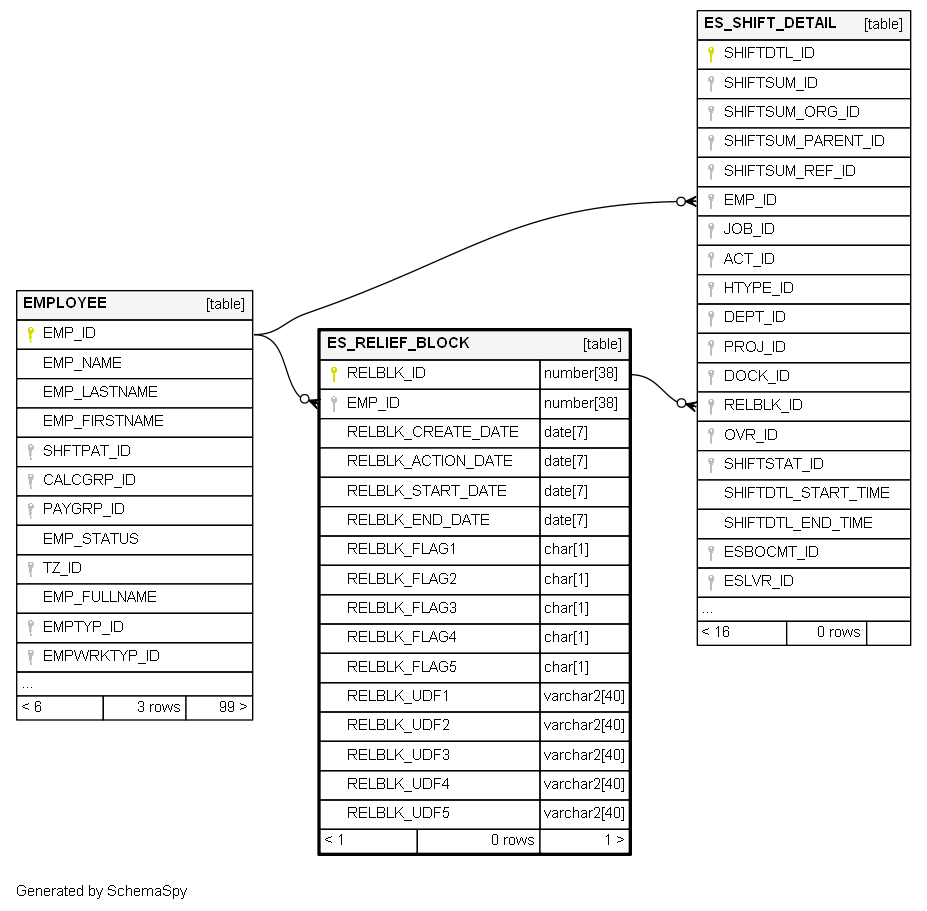 ES_SHIFT_DETAIL [table]
SHIFTDTL_ID
SHIFTSUM_ID
SHIFTSUM_ORG_ID
SHIFTSUM_PARENT_ID
SHIFTSUM_REF_ID
EMP_ID
JOB_ID
ACT_ID
HTYPE_ID
DEPT_ID
PROJ_ID
DOCK_ID
RELBLK_ID
OVR_ID
SHIFTSTAT_ID
SHIFTDTL_START_TIME
SHIFTDTL_END_TIME
ESBOCMT_ID
ESLVR_ID
...
< 16 0 rows
EMPLOYEE [table]
EMP_ID
EMP_NAME
EMP_LASTNAME
EMP_FIRSTNAME
SHFTPAT_ID
CALCGRP_ID
PAYGRP_ID
EMP_STATUS
TZ_ID
EMP_FULLNAME
EMPTYP_ID
EMPWRKTYP_ID
...
< 6 3 rows 99 >
ES_RELIEF_BLOCK [table]
RELBLK_ID number[38]
EMP_ID number[38]
RELBLK_CREATE_DATE date[7]
RELBLK_ACTION_DATE date[7]
RELBLK_START_DATE date[7]
RELBLK_END_DATE date[7]
RELBLK_FLAG1 char[1]
RELBLK_FLAG2 char[1]
RELBLK_FLAG3 char[1]
RELBLK_FLAG4 char[1]
RELBLK_FLAG5 char[1]
RELBLK_UDF1 varchar2[40]
RELBLK_UDF2 varchar2[40]
RELBLK_UDF3 varchar2[40]
RELBLK_UDF4 varchar2[40]
RELBLK_UDF5 varchar2[40]
< 1 0 rows 1 >
Generated by SchemaSpy